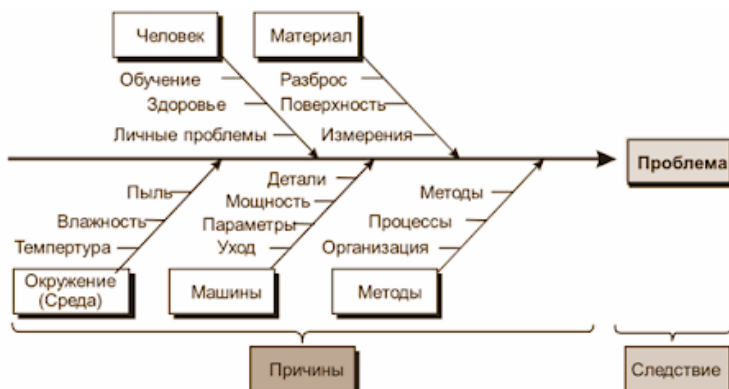 Человек
Материал
Обучение
Разброс
Здоровье
Поверхность
Личные проблемы
Измерения
Проблема
Пыль
Детали
Методы
Влажность
Мощность
Процессы
Темпертура
Параметры
Организация
Уход
Окружение
(Среда)
Машины
Методы
Причины
Следствие